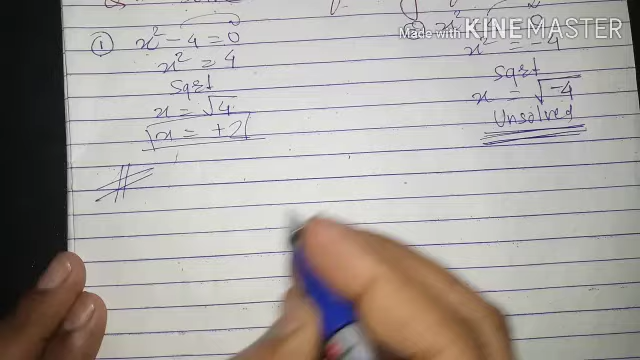 ① x² - 4 = 0
x² = 4
sqrt
x = √4
x = +2
x² = -4
sqrt
x = √-4
Unsolved
#
Made with KINEMASTER